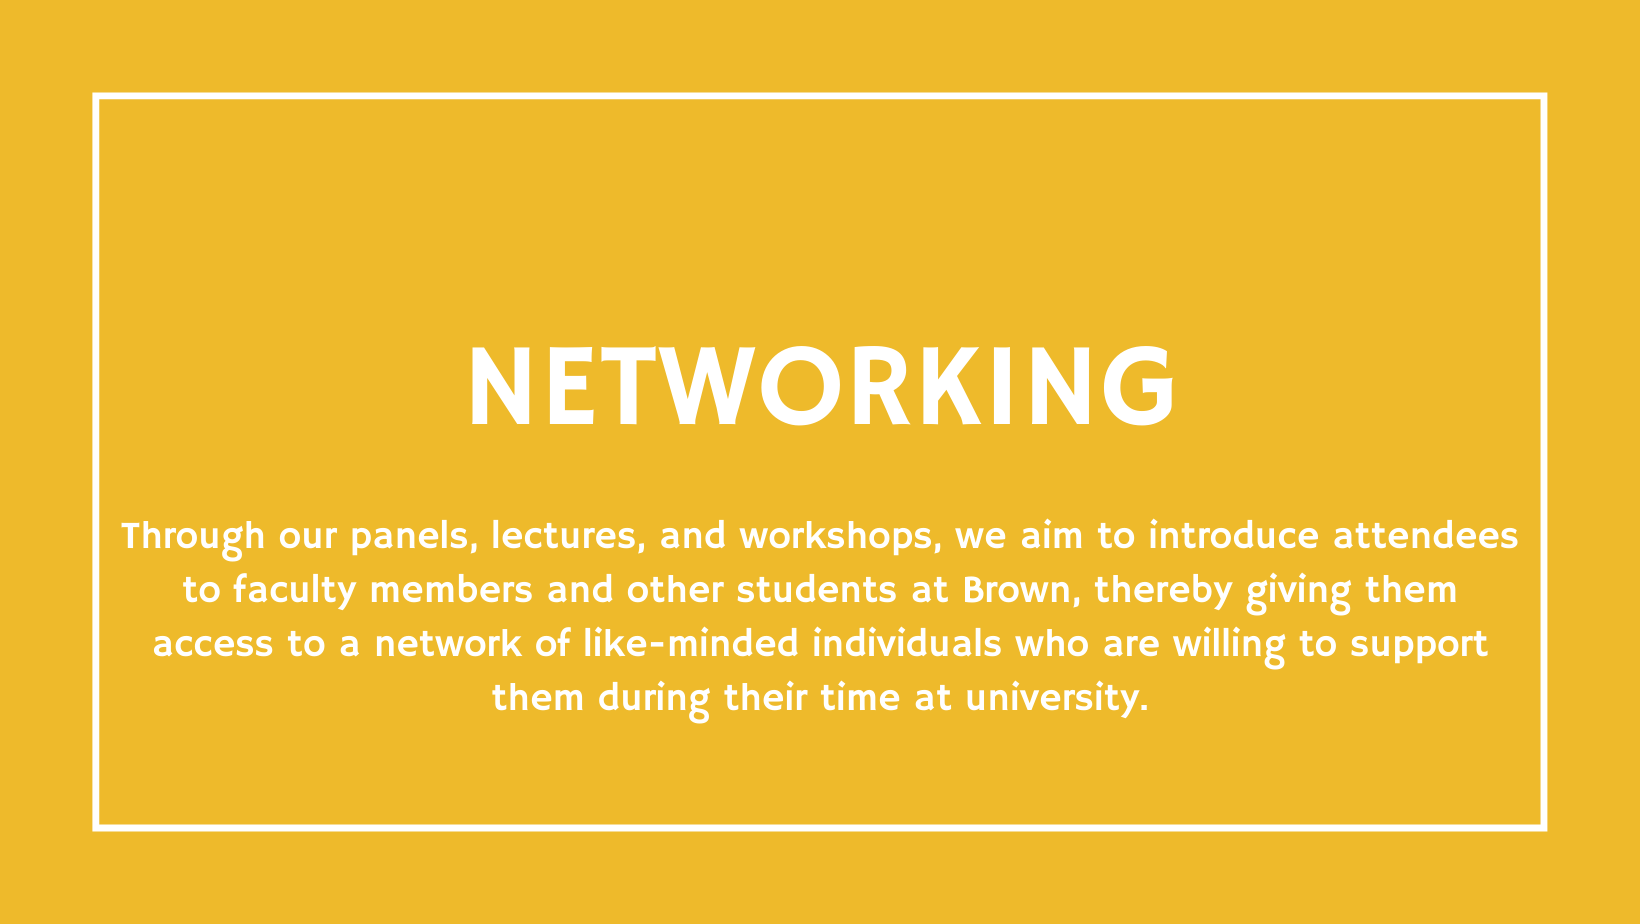 NETWORKING
Through our panels, lectures, and workshops, we aim to introduce attendees
to faculty members and other students at Brown, thereby giving them
access to a network of like-minded individuals who are willing to support
them during their time at university.